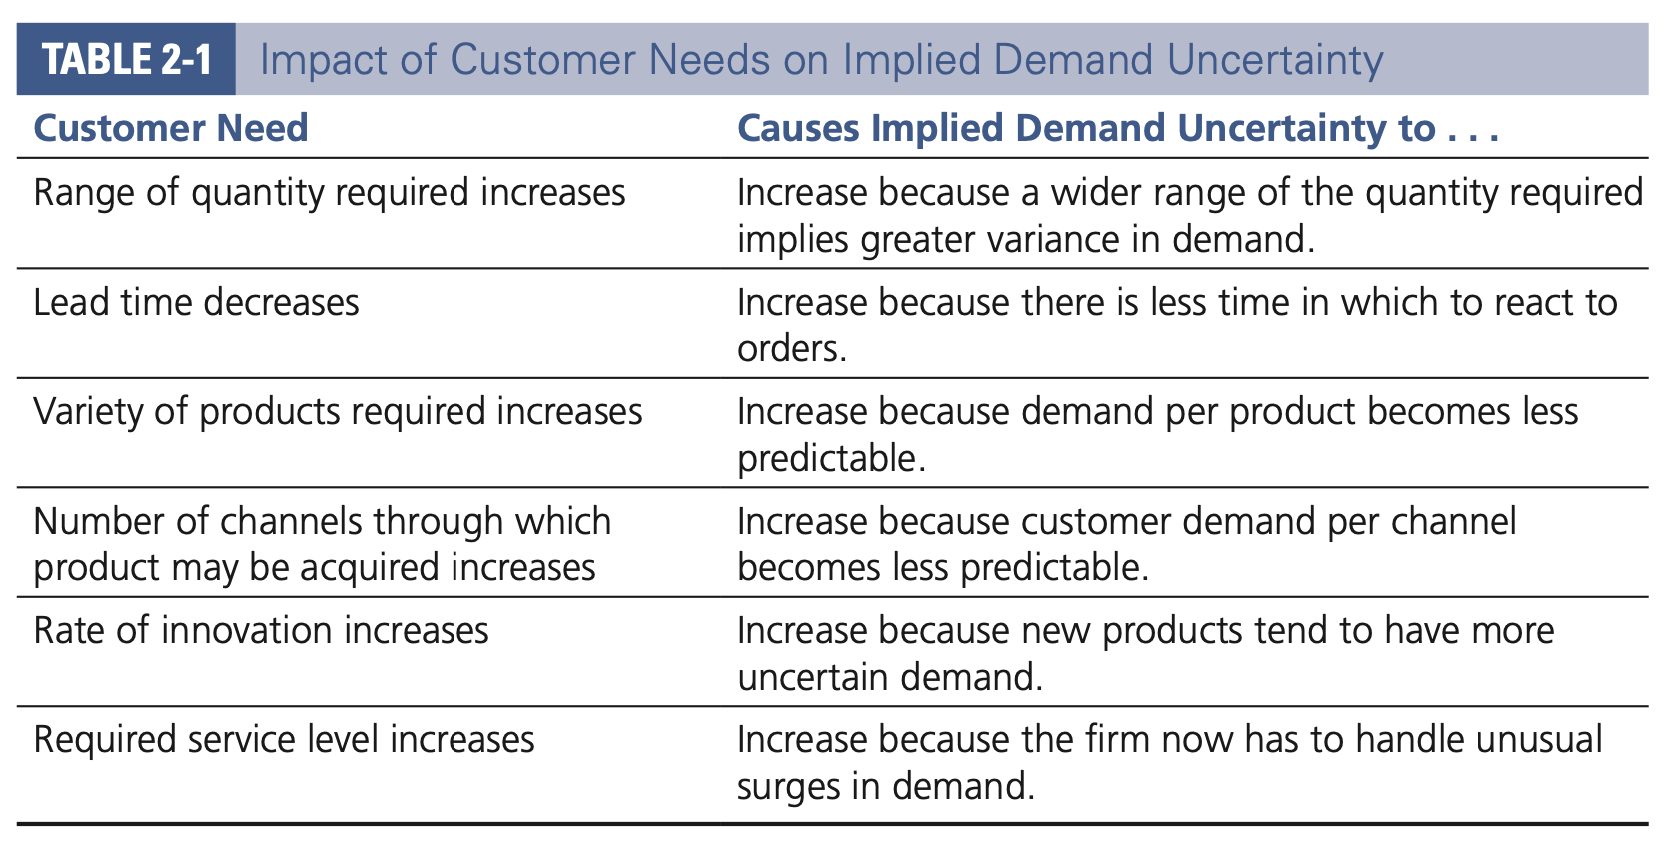 TABLE 2-1 Impact of Customer Needs on Implied Demand Uncertainty
Customer Need Causes Implied Demand Uncertainty to . . .
Range of quantity required increases Increase because a wider range of the quantity required
implies greater variance in demand.
Lead time decreases Increase because there is less time in which to react to
orders.
Variety of products required increases Increase because demand per product becomes less
predictable.
Number of channels through which
product may be acquired increases
Increase because customer demand per channel
becomes less predictable.
Rate of innovation increases Increase because new products tend to have more
uncertain demand.
Required service level increases Increase because the firm now has to handle unusual
surges in demand.